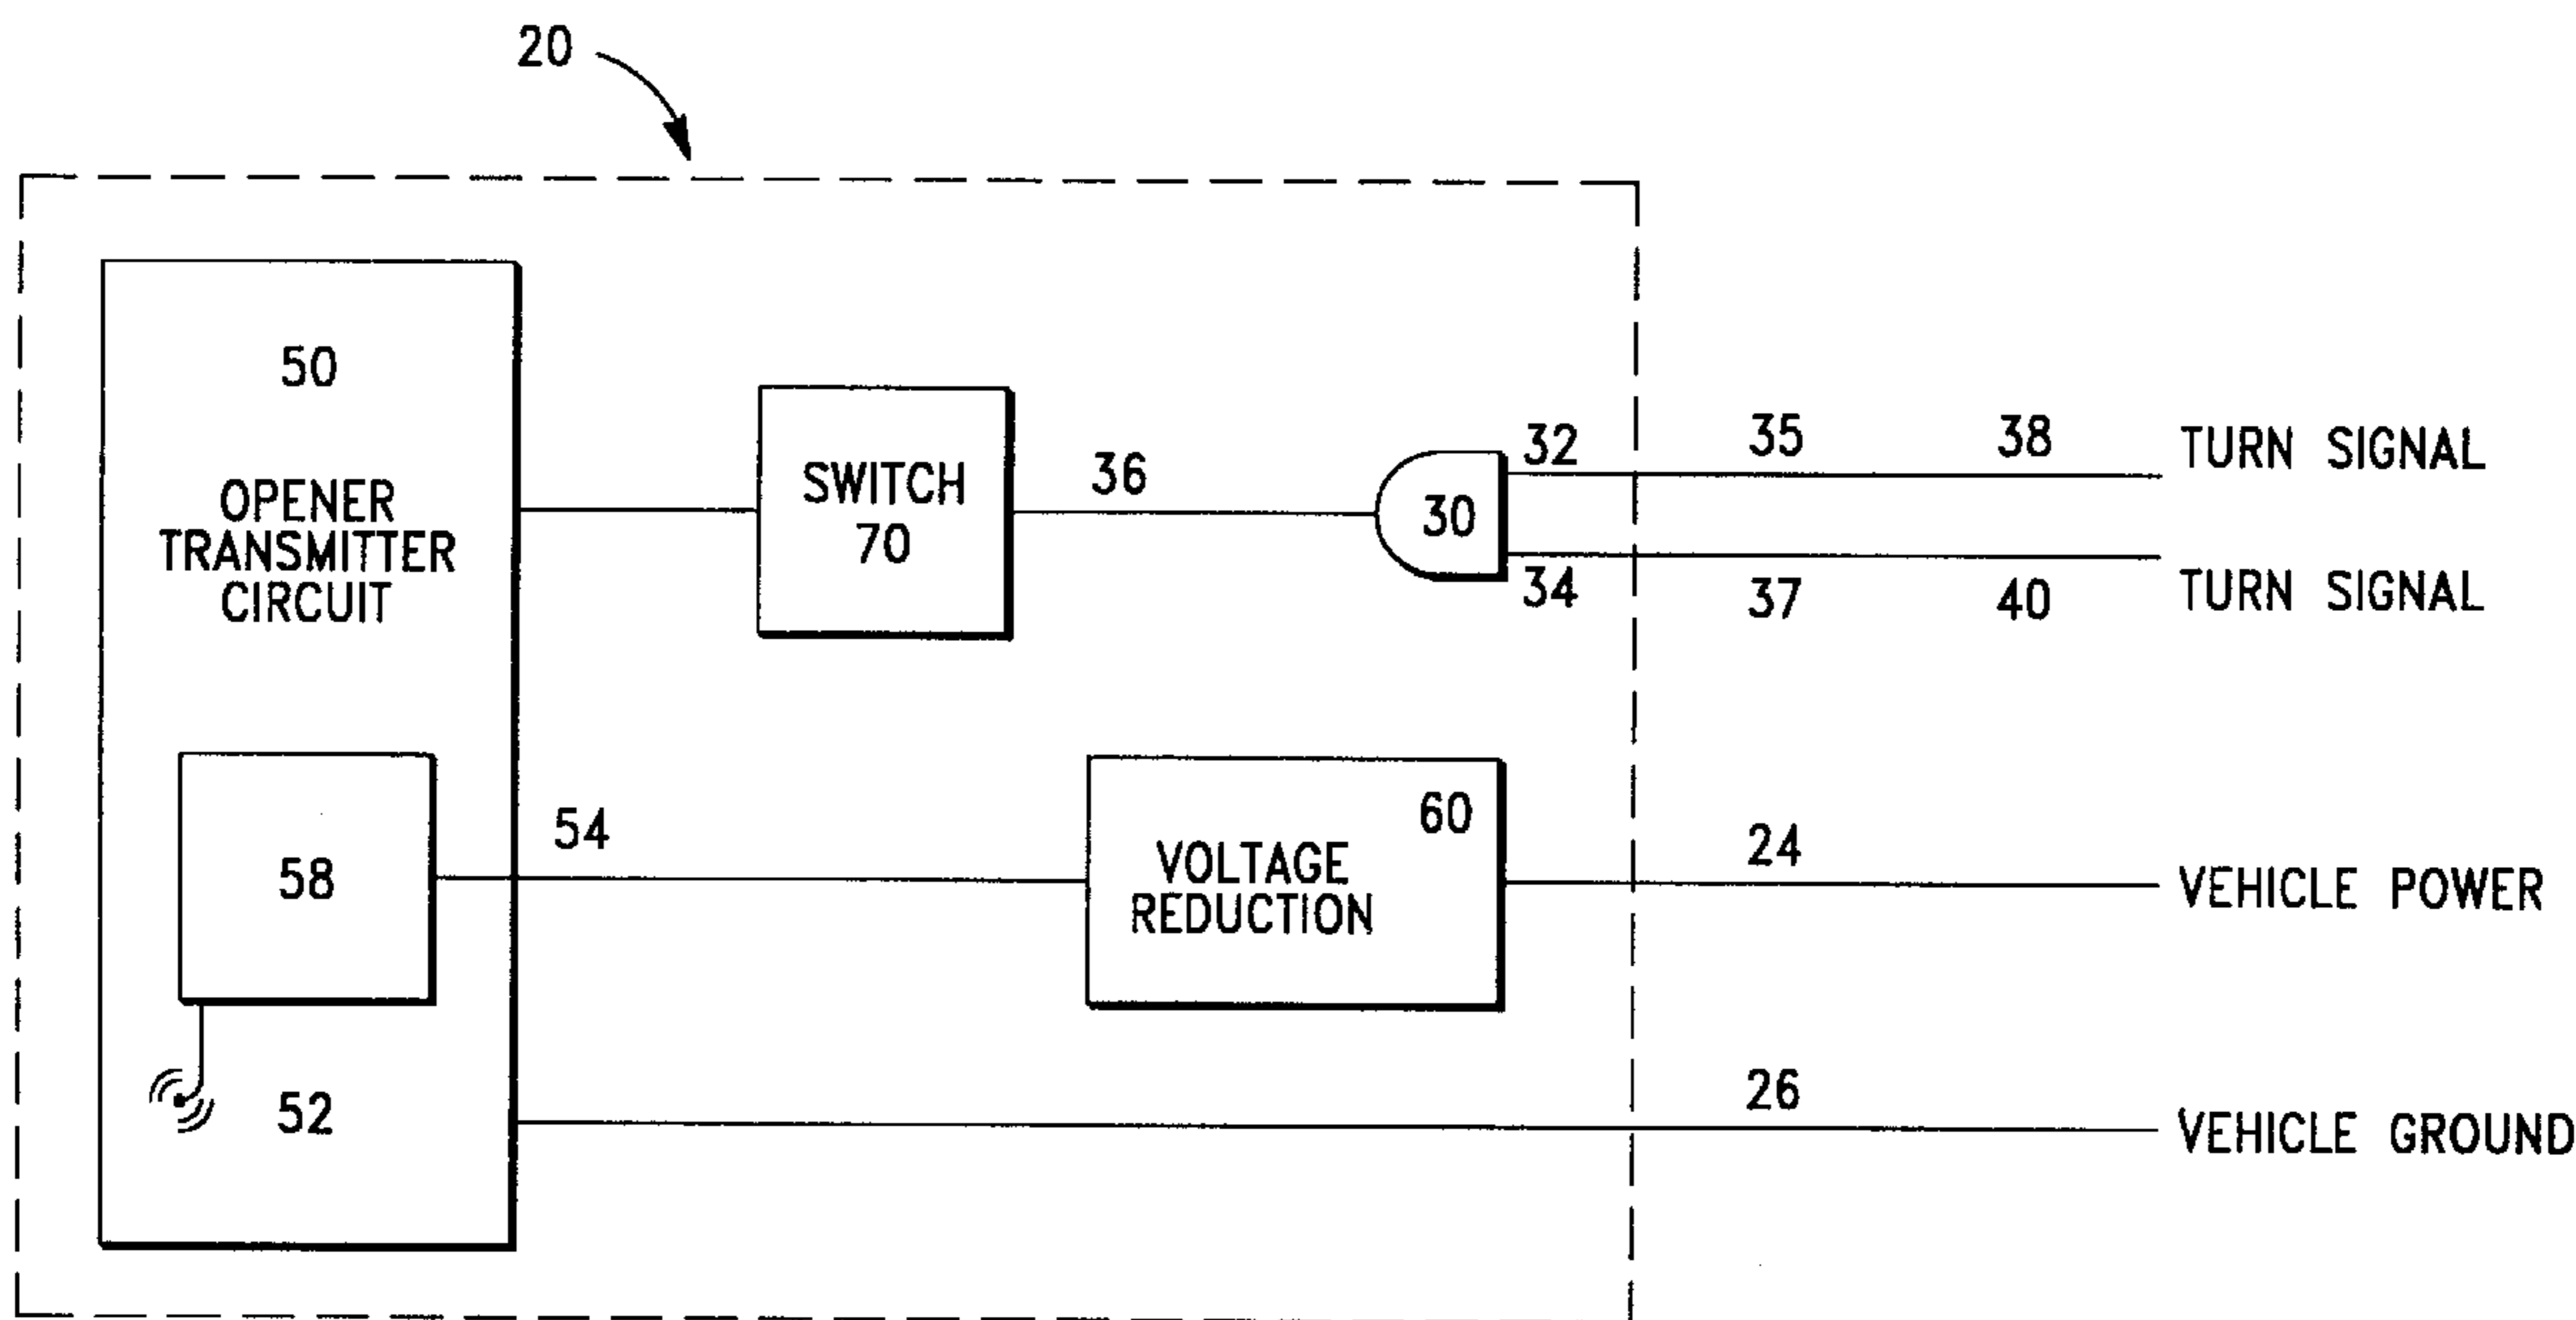 20
50
OPENER
TRANSMITTER
CIRCUIT
SWITCH
70
36
30
32
34
35
38
TURN SIGNAL
37
40
TURN SIGNAL
58
54
60
VOLTAGE
REDUCTION
24
VEHICLE POWER
52
26
VEHICLE GROUND